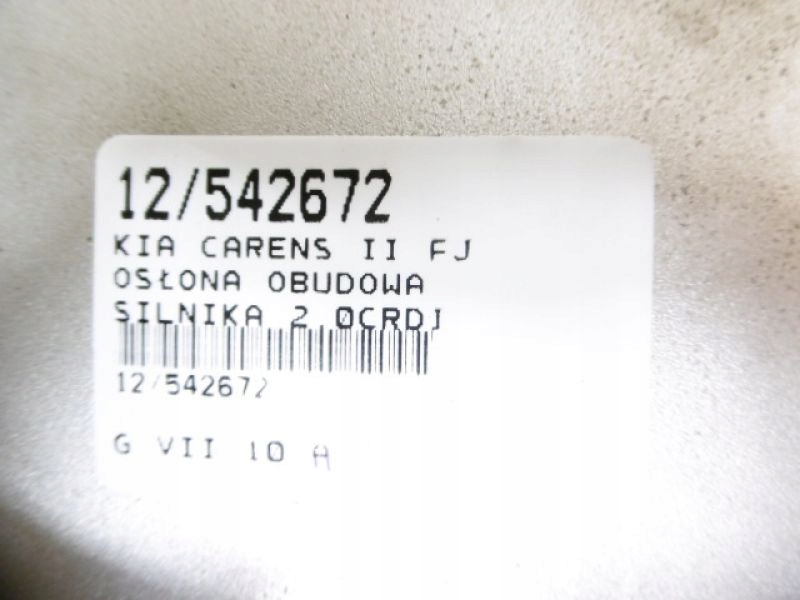 12/542672
KIA CARENS II FJ
OSŁONA OBUDOWA
SILNIKA 2.0CRDI
12/542672
G VII 10 A